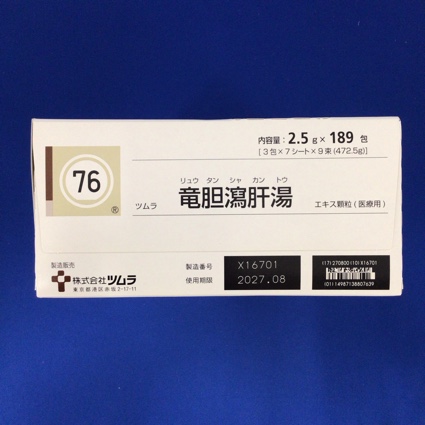 内容量：2.5g×189包
[3包×7シート×9束(472.5g)]
76
®
リュウ タン シャ カン トウ
ツムラ 竜胆瀉肝湯 エキス顆粒(医療用)
製造販売
株式会社ツムラ
東京都港区赤坂2-17-11
製造番号 X16701
使用期限 2027.08
(17)270800(10)X16701
(01)14987138807639